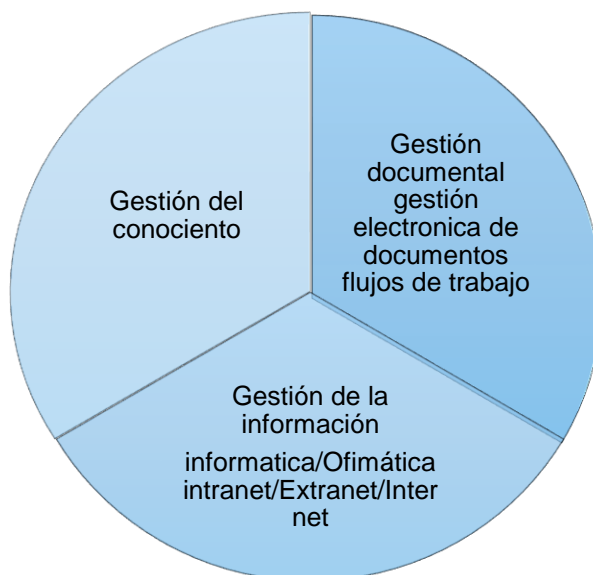 Gestión del
conociento
Gestión
documental
gestión
electronica de
documentos
flujos de trabajo
Gestión de la
información
informatica/Ofimática
intranet/Extranet/Inter
net